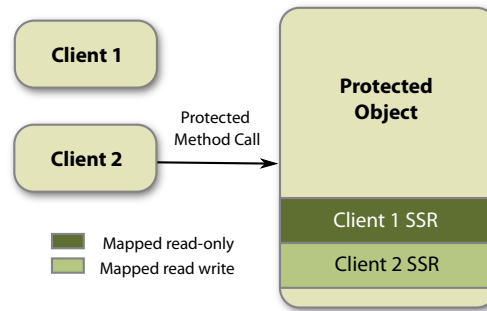 Client 1
Client 2
Protected
Method Call
Protected
Object
Client 1 SSR
Client 2 SSR
Mapped read-only
Mapped read write